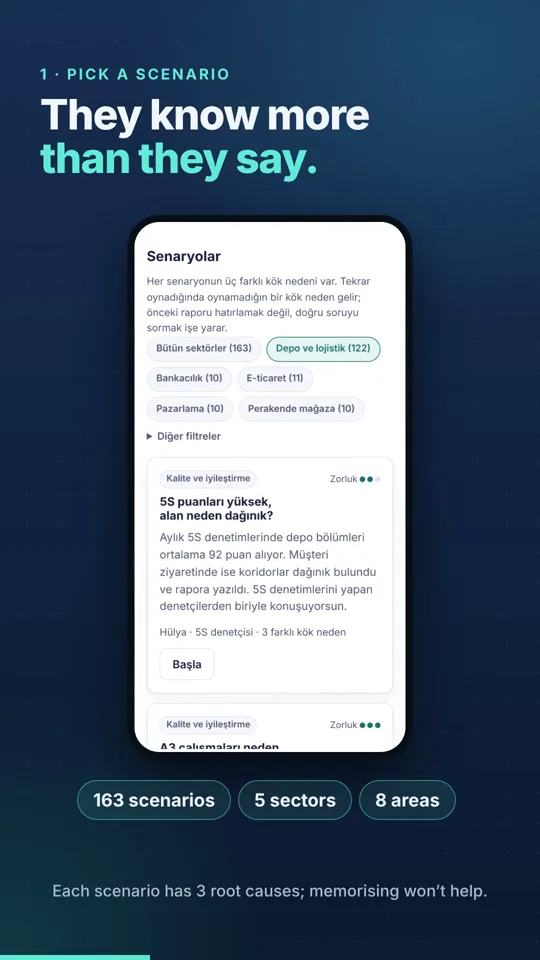 1 · PICK A SCENARIO
They know more
than they say.
Senaryolar
Her senaryonun üç farklı kök nedeni var. Tekrar
oynadığında oynamadığın bir kök neden gelir;
önceki raporu hatırlamak değil, doğru soruyu
sormak işe yarar.
Bütün sektörler (163) Depo ve lojistik (122)
Bankacılık (10) E-ticaret (11)
Pazarlama (10) Perakende mağaza (10)
Diğer filtreler
Kalite ve iyileştirme Zorluk
5S puanları yüksek,
alan neden dağınık?
Aylık 5S denetimlerinde depo bölümleri
ortalama 92 puan alıyor. Müşteri
ziyaretinde ise koridorlar dağınık bulundu
ve rapora yazıldı. 5S denetimlerini yapan
denetçilerden biriyle konuşuyorsun.
Hülya · 5S denetçisi · 3 farklı kök neden
Başla
Kalite ve iyileştirme Zorluk
A3 çalışmaları neden
163 scenarios 5 sectors 8 areas
Each scenario has 3 root causes; memorising won’t help.